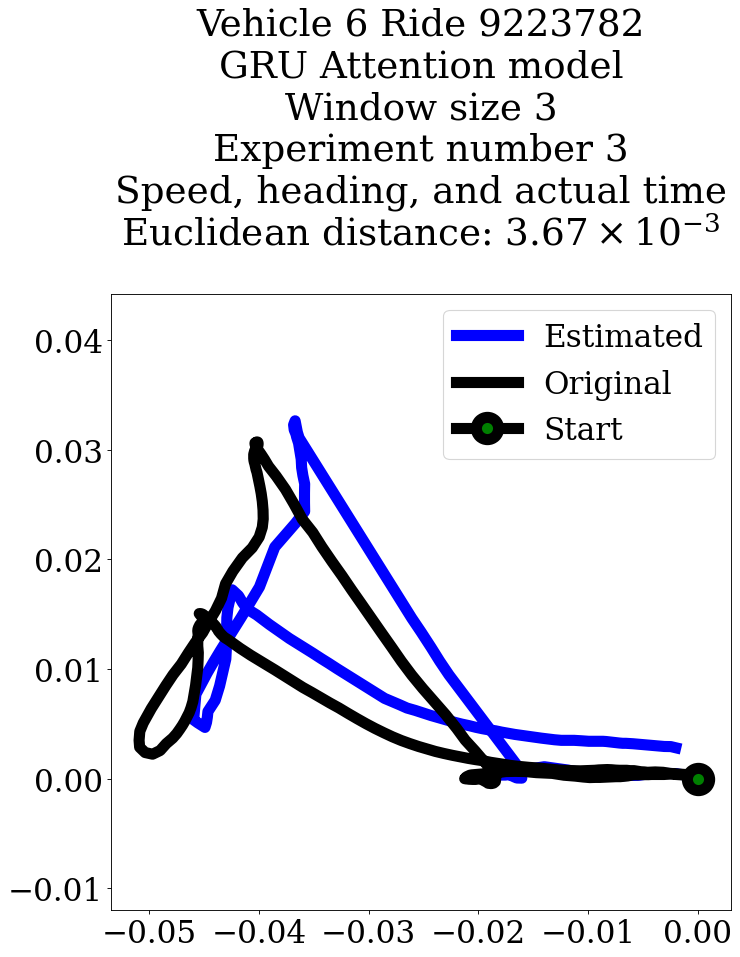 Vehicle 6 Ride 9223782
GRU Attention model
Window size 3
Experiment number 3
Speed, heading, and actual time
Euclidean distance: 3.67 × 10⁻³
Estimated
Original
Start
0.04
0.03
0.02
0.01
0.00
−0.01
−0.05 −0.04 −0.03 −0.02 −0.01 0.00